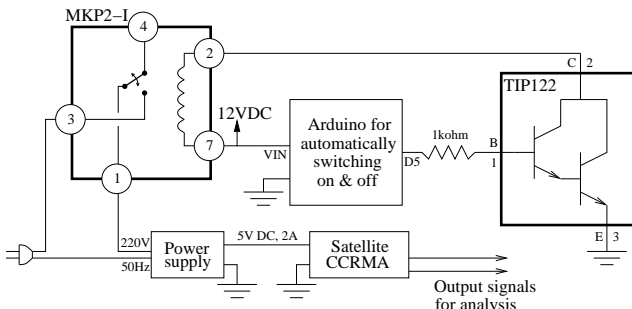 MKP2-I
4
2
C 2
TIP122
3
12VDC
7
VIN
Arduino for
automatically
switching
on & off
D5
1kohm
B
1
1
E 3
220V
50Hz
Power
supply
5V DC, 2A
Satellite
CCRMA
Output signals
for analysis